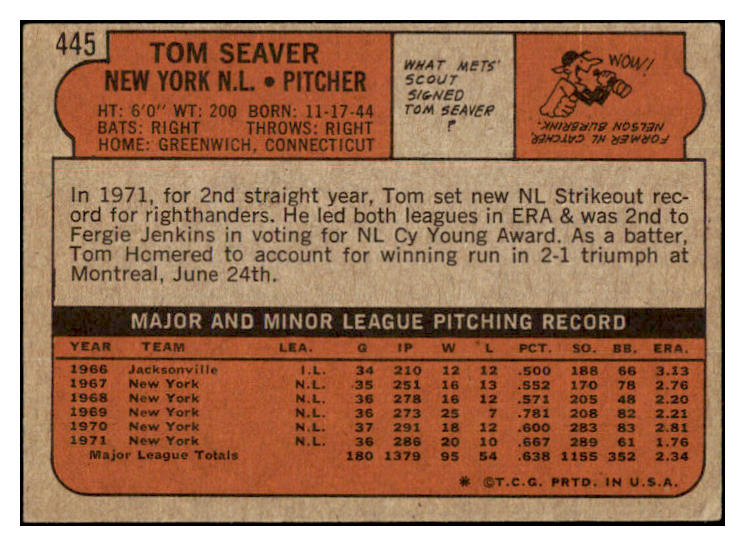 445
TOM SEAVER
NEW YORK N.L. • PITCHER
HT: 6'0" WT: 200 BORN: 11-17-44
BATS: RIGHT THROWS: RIGHT
HOME: GREENWICH, CONNECTICUT
WHAT METS'
SCOUT
SIGNED
TOM SEAVER
?
WOW!
FORMER NL CATCHER
NELSON BURBRINK.
In 1971, for 2nd straight year, Tom set new NL Strikeout rec-
ord for righthanders. He led both leagues in ERA & was 2nd to
Fergie Jenkins in voting for NL Cy Young Award. As a batter,
Tom Homered to account for winning run in 2-1 triumph at
Montreal, June 24th.
MAJOR AND MINOR LEAGUE PITCHING RECORD
YEAR TEAM LEA. G IP W L PCT. SO. BB. ERA.
1966 Jacksonville I.L. 34 210 12 12 .500 188 66 3.13
1967 New York N.L. 35 251 16 13 .552 170 78 2.76
1968 New York N.L. 36 278 16 12 .571 205 48 2.20
1969 New York N.L. 36 273 25 7 .781 208 82 2.21
1970 New York N.L. 37 291 18 12 .600 283 83 2.81
1971 New York N.L. 36 286 20 10 .667 289 61 1.76
Major League Totals 180 1379 95 54 .638 1155 352 2.34
* ©T.C.G. PRTD. IN U.S.A.